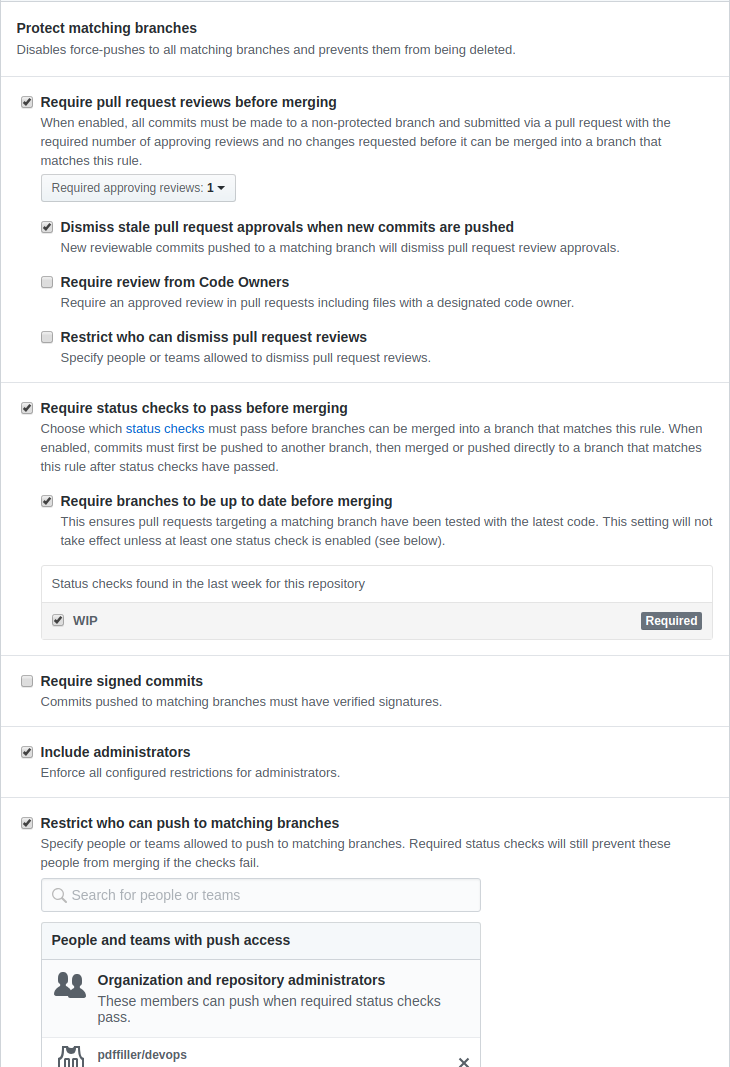 Protect matching branches
Disables force-pushes to all matching branches and prevents them from being deleted.
Require pull request reviews before merging
When enabled, all commits must be made to a non-protected branch and submitted via a pull request with the
required number of approving reviews and no changes requested before it can be merged into a branch that
matches this rule.
Required approving reviews: 1
Dismiss stale pull request approvals when new commits are pushed
New reviewable commits pushed to a matching branch will dismiss pull request review approvals.
Require review from Code Owners
Require an approved review in pull requests including files with a designated code owner.
Restrict who can dismiss pull request reviews
Specify people or teams allowed to dismiss pull request reviews.
Require status checks to pass before merging
Choose which status checks must pass before branches can be merged into a branch that matches this rule. When
enabled, commits must first be pushed to another branch, then merged or pushed directly to a branch that matches
this rule after status checks have passed.
Require branches to be up to date before merging
This ensures pull requests targeting a matching branch have been tested with the latest code. This setting will not
take effect unless at least one status check is enabled (see below).
Status checks found in the last week for this repository
WIP Required
Require signed commits
Commits pushed to matching branches must have verified signatures.
Include administrators
Enforce all configured restrictions for administrators.
Restrict who can push to matching branches
Specify people or teams allowed to push to matching branches. Required status checks will still prevent these
people from merging if the checks fail.
Search for people or teams
People and teams with push access
Organization and repository administrators
These members can push when required status checks
pass.
pdffiller/devops